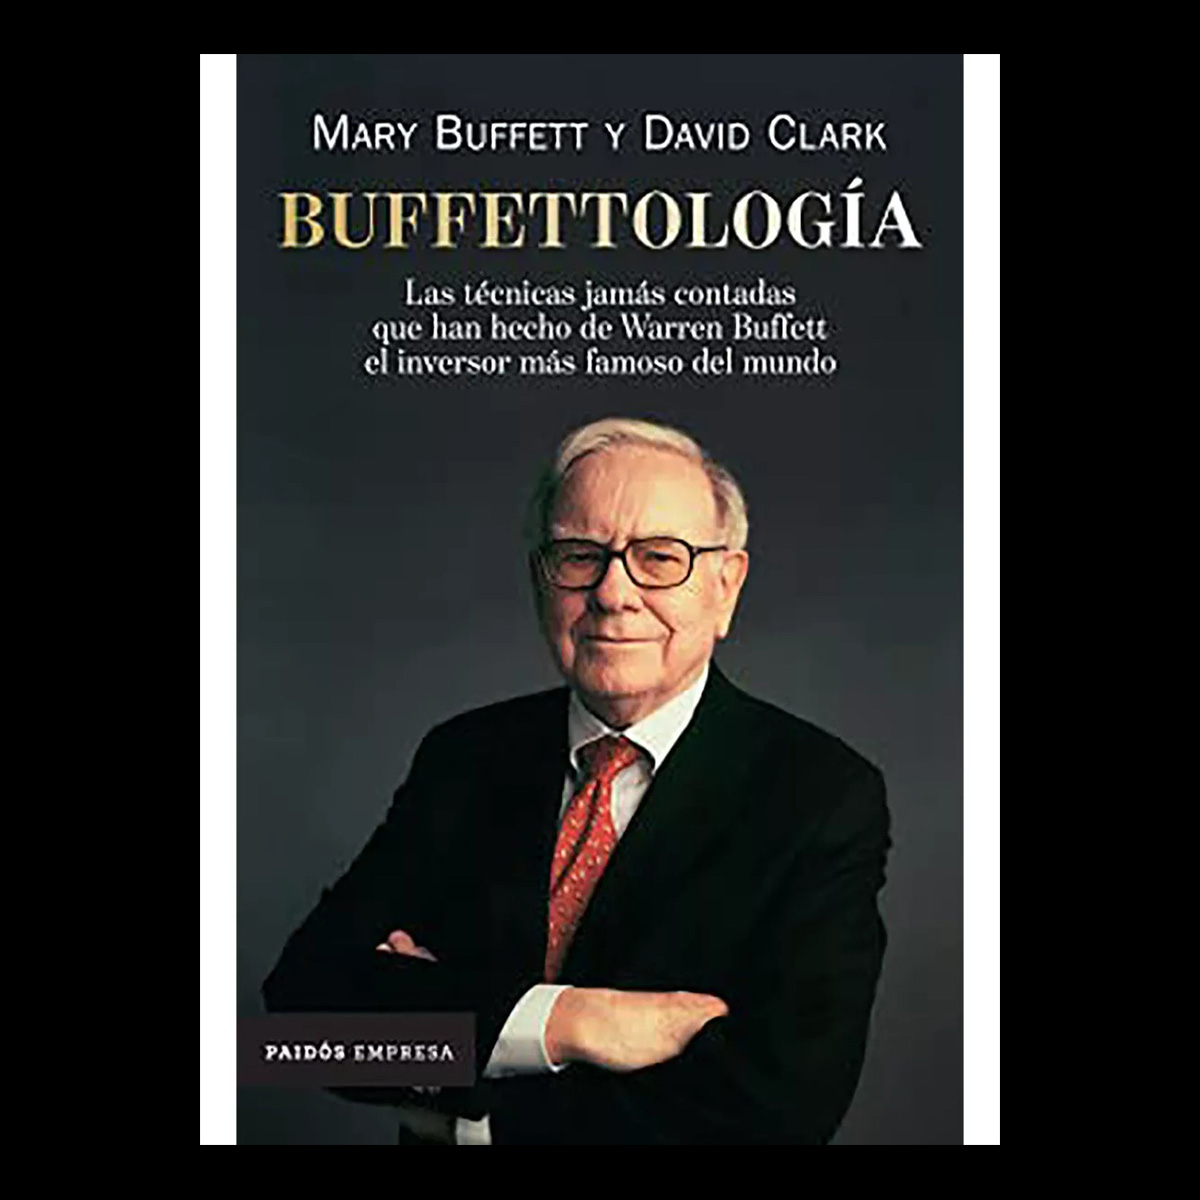 MARY BUFFETT Y DAVID CLARK
BUFFETTOLOGÍA
Las técnicas jamás contadas
que han hecho de Warren Buffett
el inversor más famoso del mundo
PAIDÓS EMPRESA